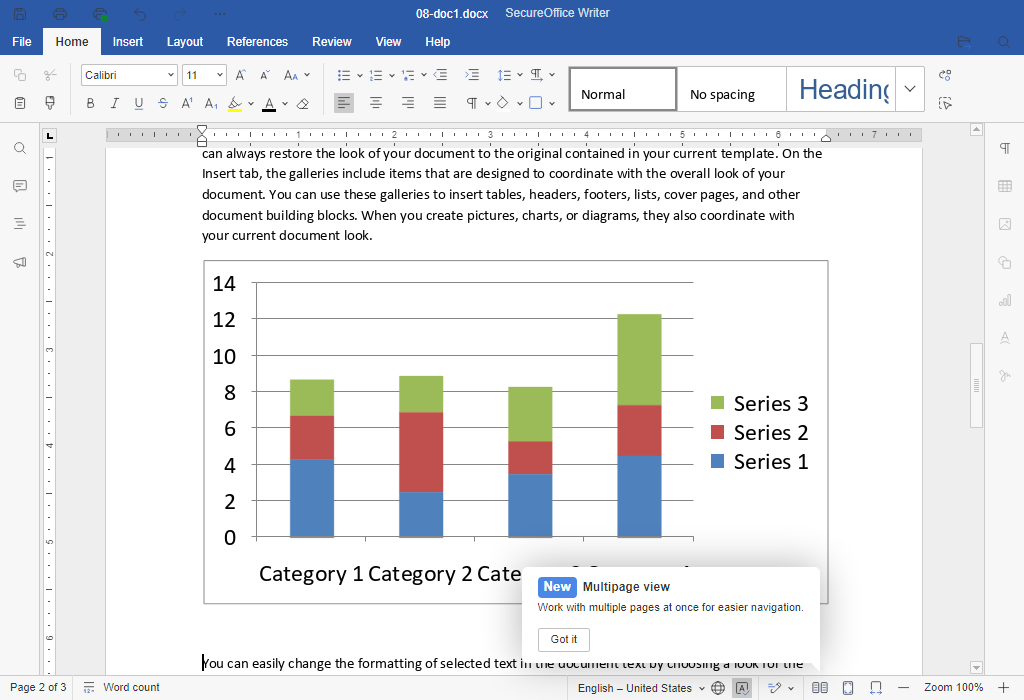 08-doc1.docx SecureOffice Writer
File Home Insert Layout References Review View Help
Calibri 11 Normal No spacing Heading
1 2 3 4 5 6 7
can always restore the look of your document to the original contained in your current template. On the
Insert tab, the galleries include items that are designed to coordinate with the overall look of your
document. You can use these galleries to insert tables, headers, footers, lists, cover pages, and other
document building blocks. When you create pictures, charts, or diagrams, they also coordinate with
your current document look.
14
12
10
8
6
4
2
0
Series 3
Series 2
Series 1
Category 1 Category 2 Cate
New Multipage view
Work with multiple pages at once for easier navigation.
Got it
You can easily change the formatting of selected text in the document text by choosing a look for the
Page 2 of 3 Word count English – United States Zoom 100%